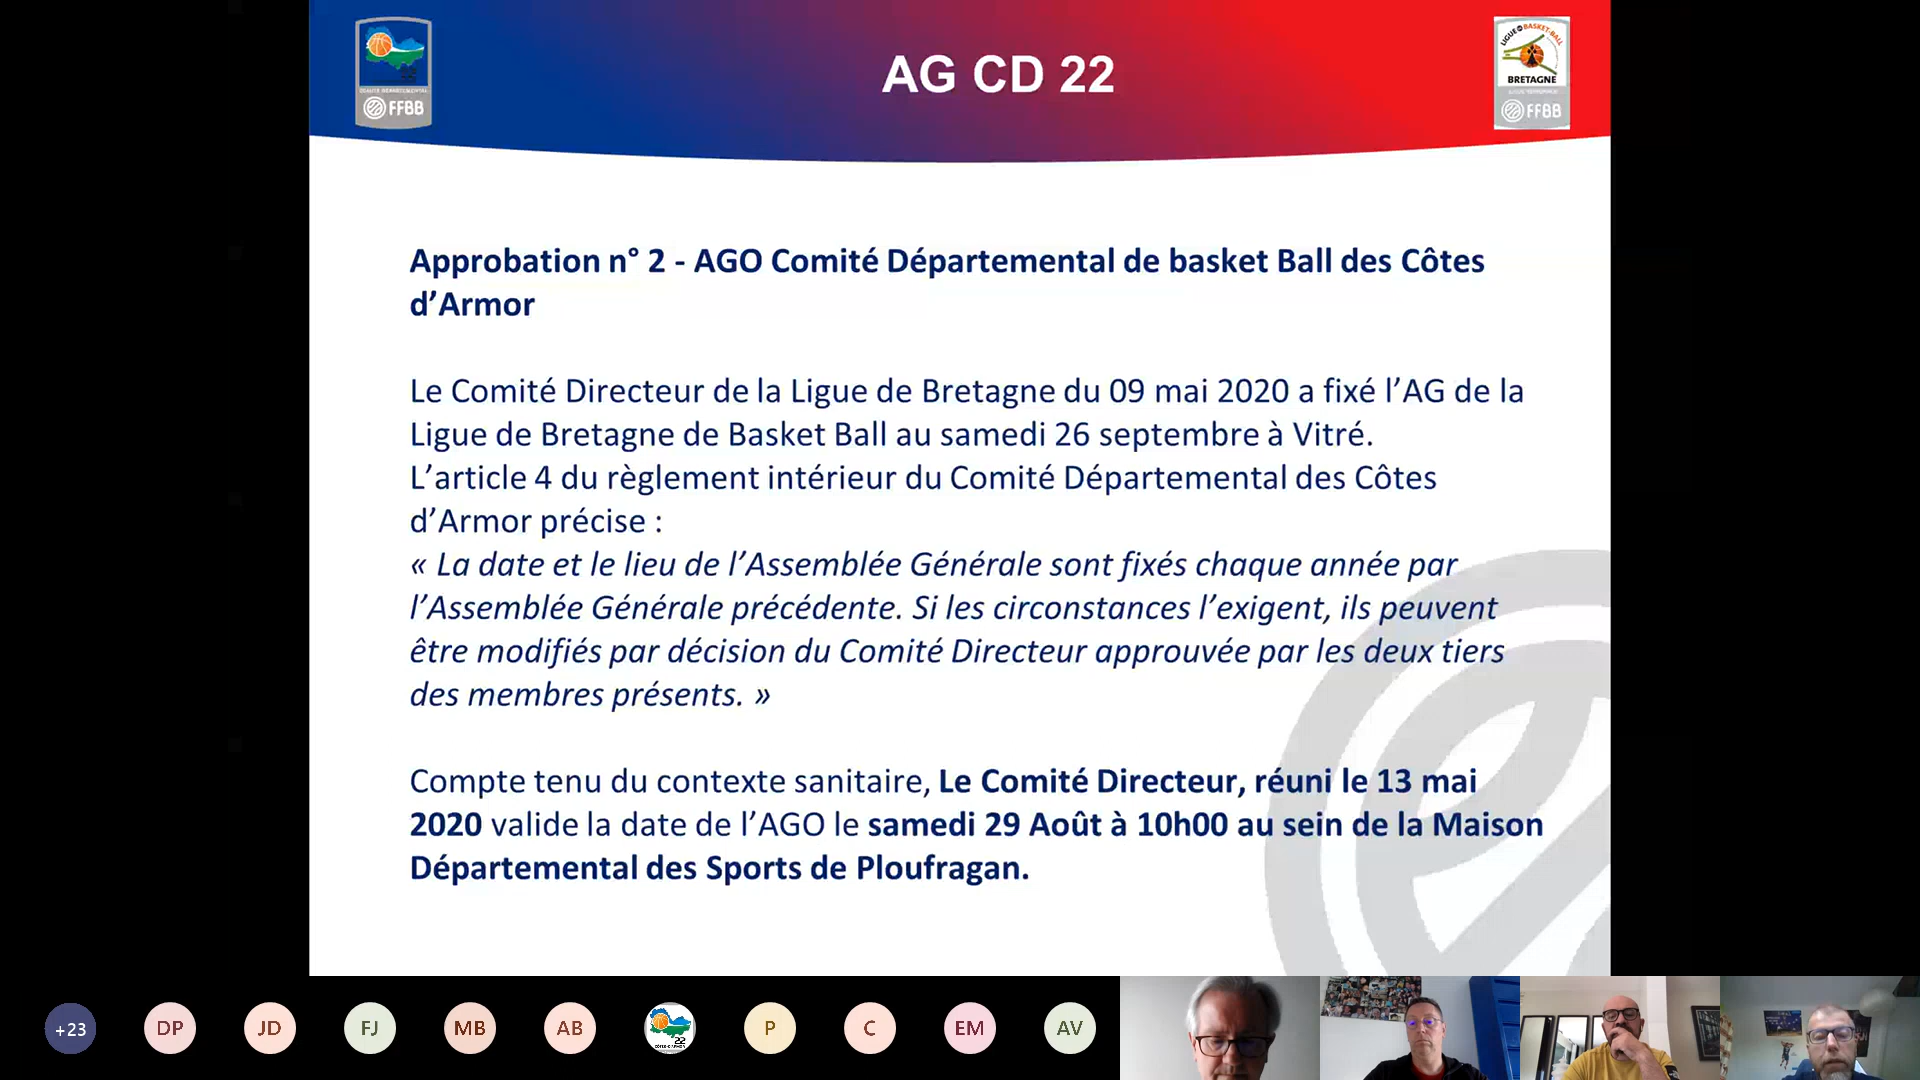 AG CD 22
COMITÉ DÉPARTEMENTAL
FFBB
LIGUE DE BASKET-BALL
BRETAGNE
FFBB
Approbation n° 2 - AGO Comité Départemental de basket Ball des Côtes
d’Armor
Le Comité Directeur de la Ligue de Bretagne du 09 mai 2020 a fixé l’AG de la
Ligue de Bretagne de Basket Ball au samedi 26 septembre à Vitré.
L’article 4 du règlement intérieur du Comité Départemental des Côtes
d’Armor précise :
« La date et le lieu de l’Assemblée Générale sont fixés chaque année par
l’Assemblée Générale précédente. Si les circonstances l’exigent, ils peuvent
être modifiés par décision du Comité Directeur approuvée par les deux tiers
des membres présents. »
Compte tenu du contexte sanitaire, Le Comité Directeur, réuni le 13 mai
2020 valide la date de l’AGO le samedi 29 Août à 10h00 au sein de la Maison
Départemental des Sports de Ploufragan.
+23
DP
JD
FJ
MB
AB
22
P
C
EM
AV